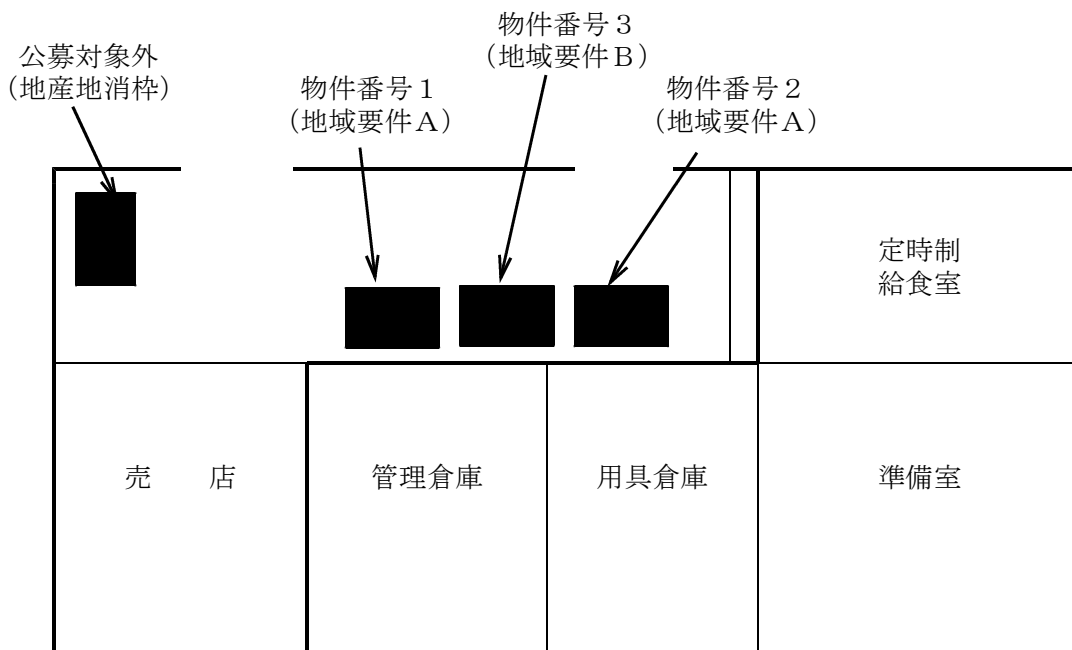 公募対象外
（地産地消枠）
物件番号１
（地域要件Ａ）
物件番号３
（地域要件Ｂ）
物件番号２
（地域要件Ａ）
定時制
給食室
売　　店
管理倉庫
用具倉庫
準備室